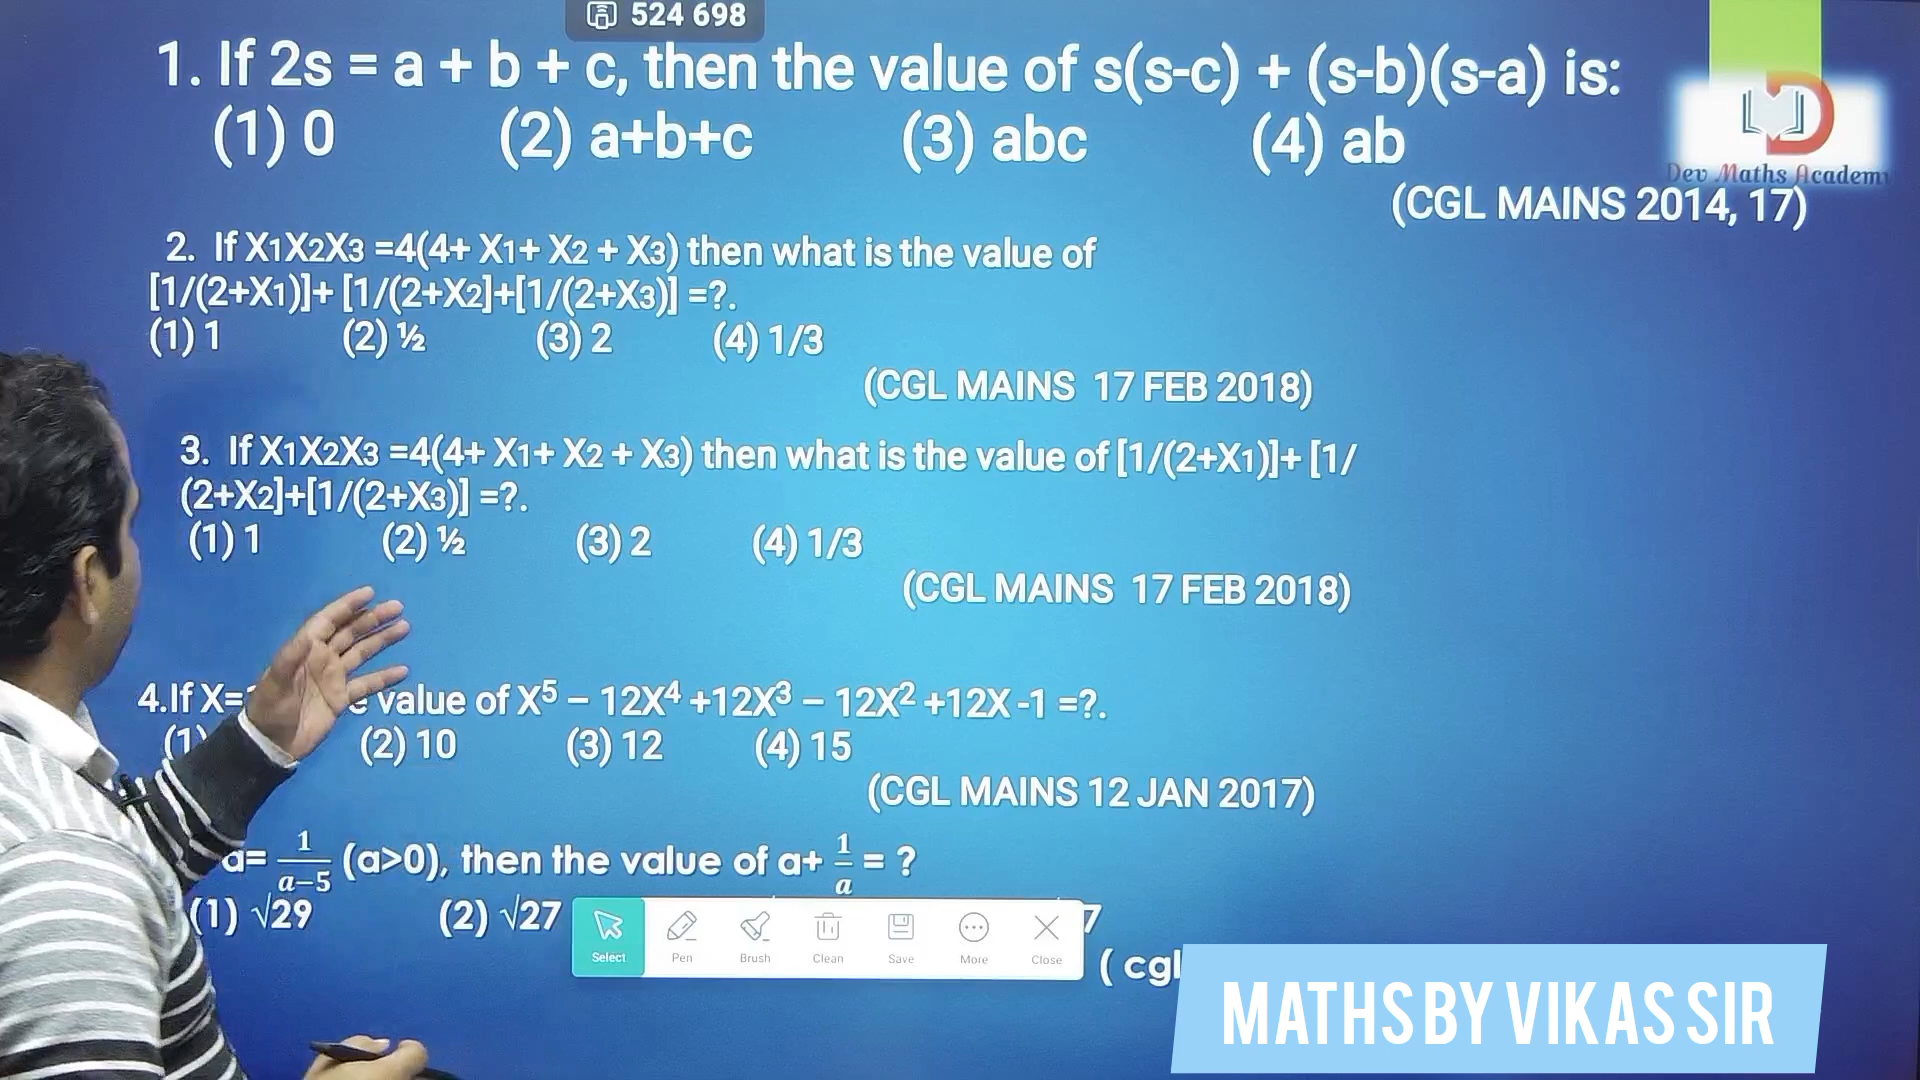 524 698
1. If 2s = a + b + c, then the value of s(s-c) + (s-b)(s-a) is:
(1) 0 (2) a+b+c (3) abc (4) ab
Dev Maths Academy
(CGL MAINS 2014, 17)
2. If X1X2X3 =4(4+ X1+ X2 + X3) then what is the value of
[1/(2+X1)]+ [1/(2+X2]+[1/(2+X3)] =?.
(1) 1 (2) ½ (3) 2 (4) 1/3
(CGL MAINS 17 FEB 2018)
3. If X1X2X3 =4(4+ X1+ X2 + X3) then what is the value of [1/(2+X1)]+ [1/
(2+X2]+[1/(2+X3)] =?.
(1) 1 (2) ½ (3) 2 (4) 1/3
(CGL MAINS 17 FEB 2018)
4.If X= value of X⁵ – 12X⁴ +12X³ – 12X² +12X -1 =?.
(1) (2) 10 (3) 12 (4) 15
(CGL MAINS 12 JAN 2017)
a= 1/(a−5) (a>0), then the value of a+ 1/a = ?
(1) √29 (2) √27 7
Select Pen Brush Clean Save More Close
( cgl
MATHS BY VIKAS SIR